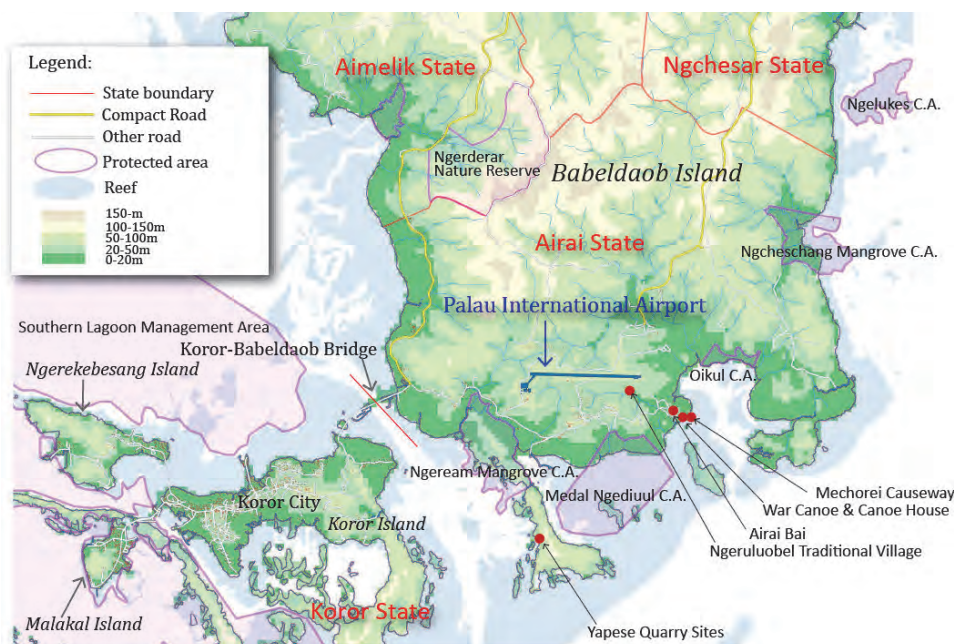 Legend:
State boundary
Compact Road
Other road
Protected area
Reef
150-m
100-150m
50-100m
20-50m
0-20m
Aimelik State
Ngchesar State
Ngelukes C.A.
Ngerderar
Nature Reserve
Babeldaob Island
Airai State
Ngcheschang Mangrove C.A.
Palau International Airport
Southern Lagoon Management Area
Koror-Babeldaob Bridge
Ngerekebesang Island
Oikul C.A.
Ngeream Mangrove C.A.
Medal Ngediuul C.A.
Mechorei Causeway
War Canoe & Canoe House
Airai Bai
Ngeruluobel Traditional Village
Koror City
Koror Island
Malakal Island
Koror State
Yapese Quarry Sites